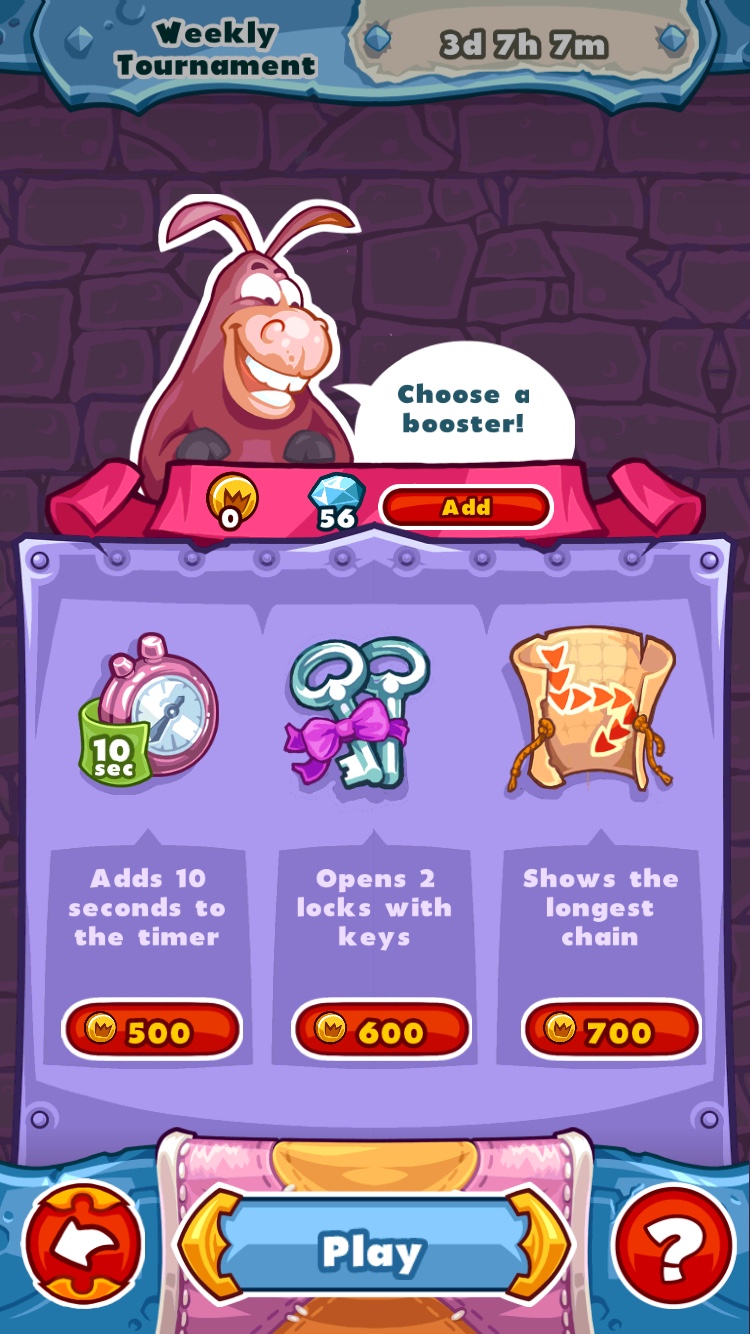 Weekly
Tournament
3d 7h 7m
Choose a
booster!
0
56
Add
10
sec
Adds 10
seconds to
the timer
Opens 2
locks with
keys
Shows the
longest
chain
500
600
700
Play
?